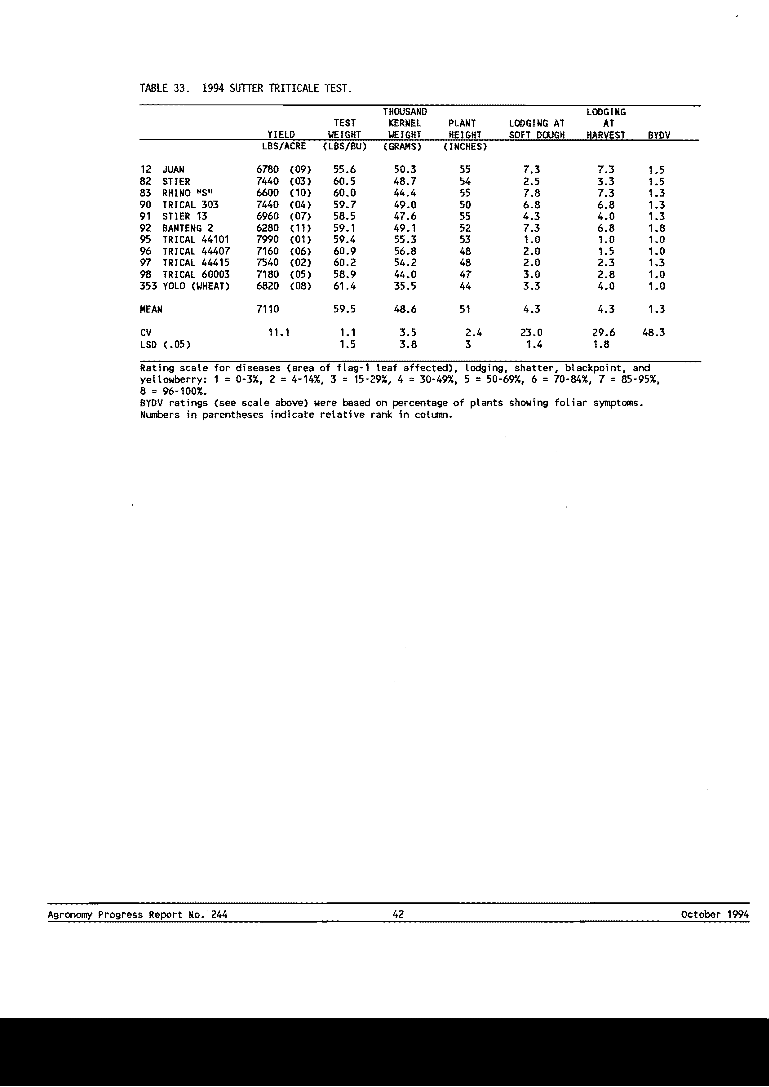 TABLE 33. 1994 SUTTER TRITICALE TEST.
THOUSAND LODGING
TEST KERNEL PLANT LODGING AT AT
YIELD WEIGHT WEIGHT HEIGHT SOFT DOUGH HARVEST BYDV
LBS/ACRE (LBS/BU) (GRAMS) (INCHES)
12 JUAN 6780 (09) 55.6 50.3 55 7.3 7.3 1.5
82 STIER 7440 (03) 60.5 48.7 54 2.5 3.3 1.5
83 RHINO "S" 6600 (10) 60.0 44.4 55 7.8 7.3 1.3
90 TRICAL 303 7440 (04) 59.7 49.0 50 6.8 6.8 1.3
91 STIER 13 6960 (07) 58.5 47.6 55 4.3 4.0 1.3
92 BANTENG 2 6280 (11) 59.1 49.1 52 7.3 6.8 1.8
95 TRICAL 44101 7990 (01) 59.4 55.3 53 1.0 1.0 1.0
96 TRICAL 44407 7160 (06) 60.9 56.8 48 2.0 1.5 1.0
97 TRICAL 44415 7540 (02) 60.2 54.2 48 2.0 2.3 1.3
98 TRICAL 60003 7180 (05) 58.9 44.0 47 3.0 2.8 1.0
353 YOLO (WHEAT) 6820 (08) 61.4 35.5 44 3.3 4.0 1.0
MEAN 7110 59.5 48.6 51 4.3 4.3 1.3
CV 11.1 1.1 3.5 2.4 23.0 29.6 48.3
LSD (.05) 1.5 3.8 3 1.4 1.8
Rating scale for diseases (area of flag-1 leaf affected), lodging, shatter, blackpoint, and
yellowberry: 1 = 0-3%, 2 = 4-14%, 3 = 15-29%, 4 = 30-49%, 5 = 50-69%, 6 = 70-84%, 7 = 85-95%,
8 = 96-100%.
BYDV ratings (see scale above) were based on percentage of plants showing foliar symptoms.
Numbers in parentheses indicate relative rank in column.
Agronomy Progress Report No. 244 42 October 1994